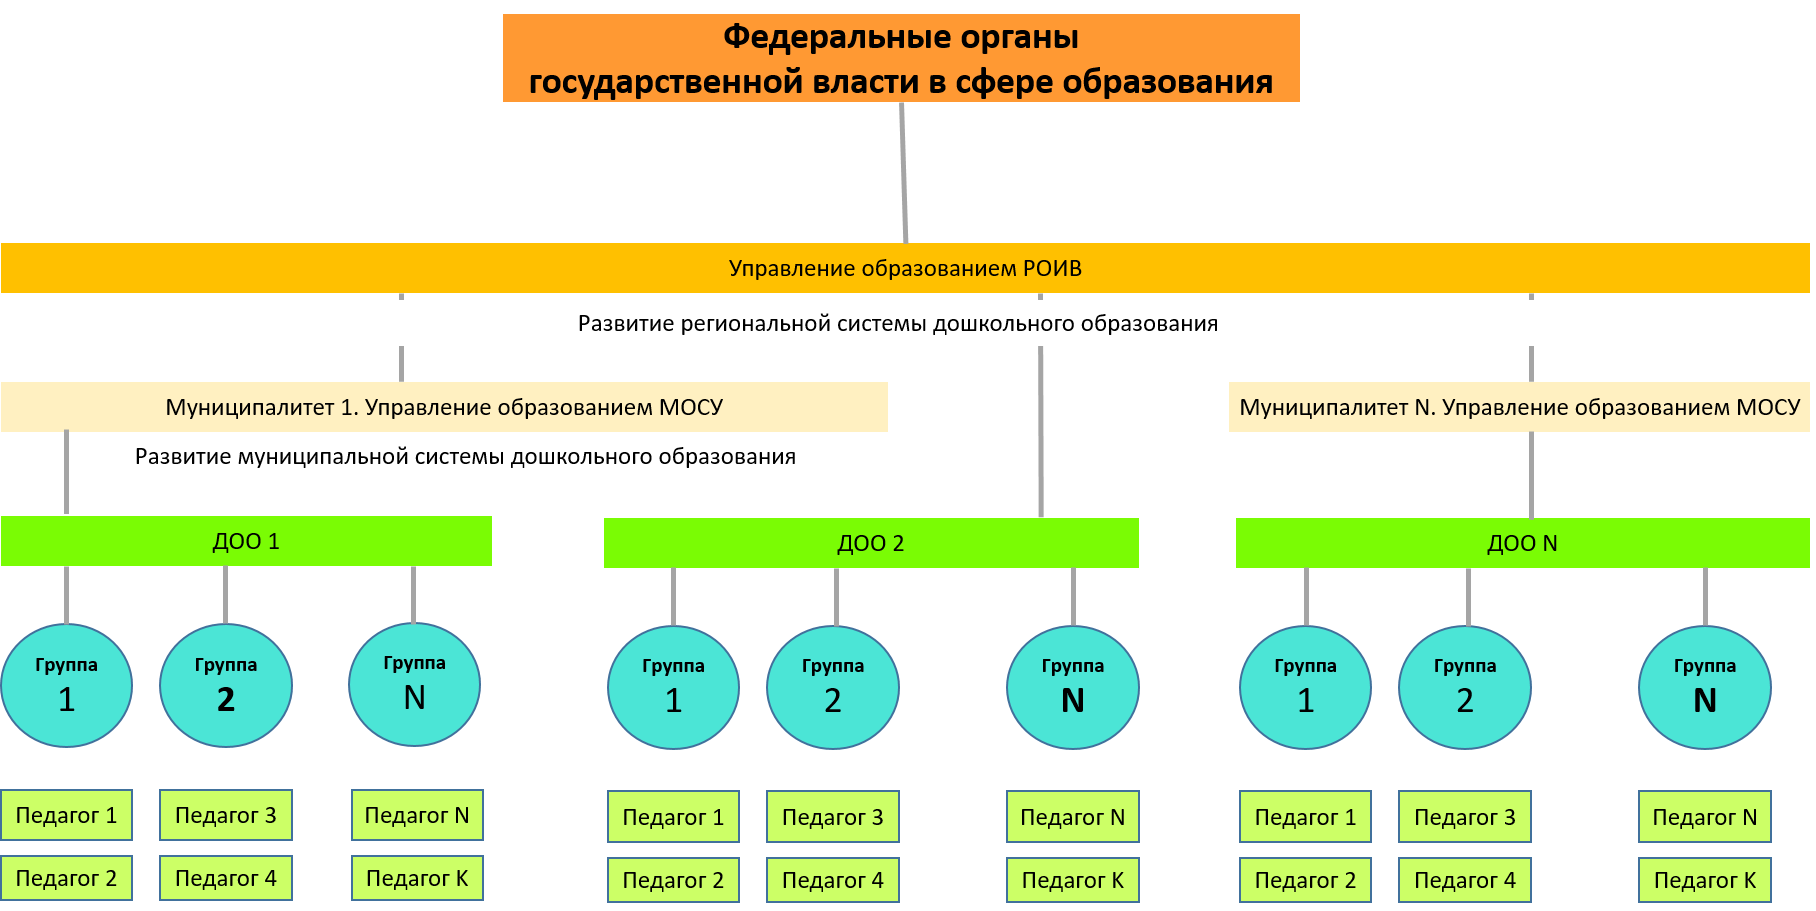 Федеральные органы
государственной власти в сфере образования
Управление образованием РОИВ
Развитие региональной системы дошкольного образования
Муниципалитет 1. Управление образованием МОСУ
Муниципалитет N. Управление образованием МОСУ
Развитие муниципальной системы дошкольного образования
ДОО 1
ДОО 2
ДОО N
Группа
1
Группа
2
Группа
N
Группа
1
Группа
2
Группа
N
Группа
1
Группа
2
Группа
N
Педагог 1
Педагог 3
Педагог N
Педагог 1
Педагог 3
Педагог N
Педагог 1
Педагог 3
Педагог N
Педагог 2
Педагог 4
Педагог K
Педагог 2
Педагог 4
Педагог K
Педагог 2
Педагог 4
Педагог K